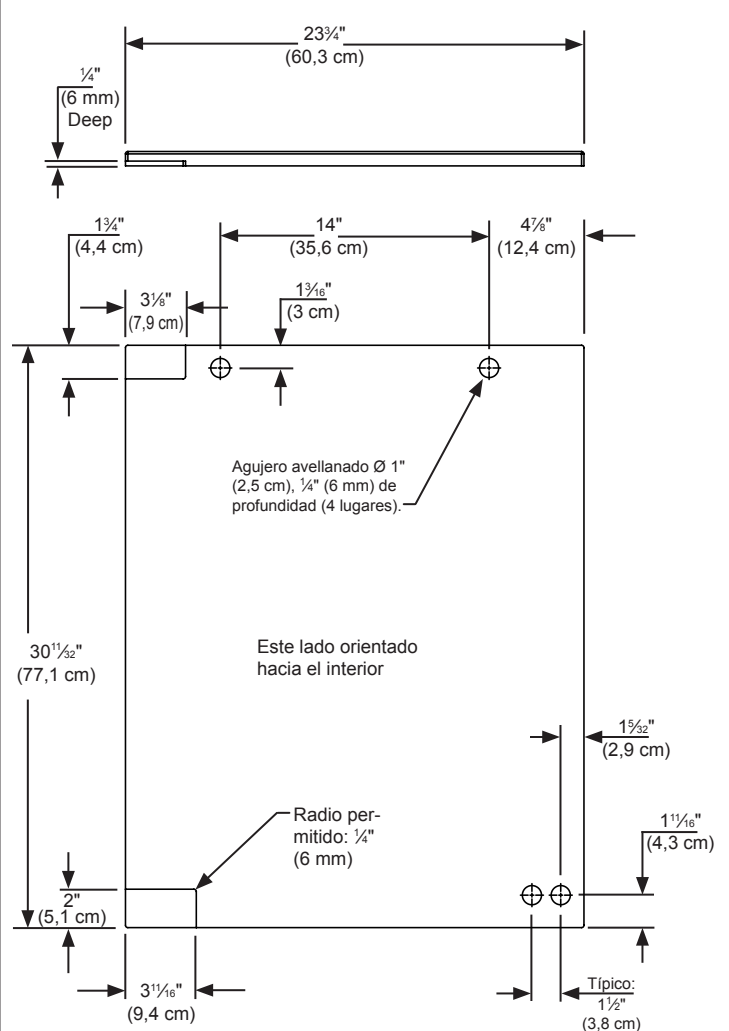 23¾"
(60,3 cm)
¼"
(6 mm)
Deep
1¾"
(4,4 cm)
14"
(35,6 cm)
4⅞"
(12,4 cm)
3⅛"
(7,9 cm)
1³⁄₁₆"
(3 cm)
Agujero avellanado Ø 1"
(2,5 cm), ¼" (6 mm) de
profundidad (4 lugares).
Este lado orientado
hacia el interior
30¹¹⁄₃₂"
(77,1 cm)
1⁵⁄₃₂"
(2,9 cm)
Radio per-
mitido: ¼"
(6 mm)
1¹¹⁄₁₆"
(4,3 cm)
2"
(5,1 cm)
3¹¹⁄₁₆"
(9,4 cm)
Típico:
1½"
(3,8 cm)